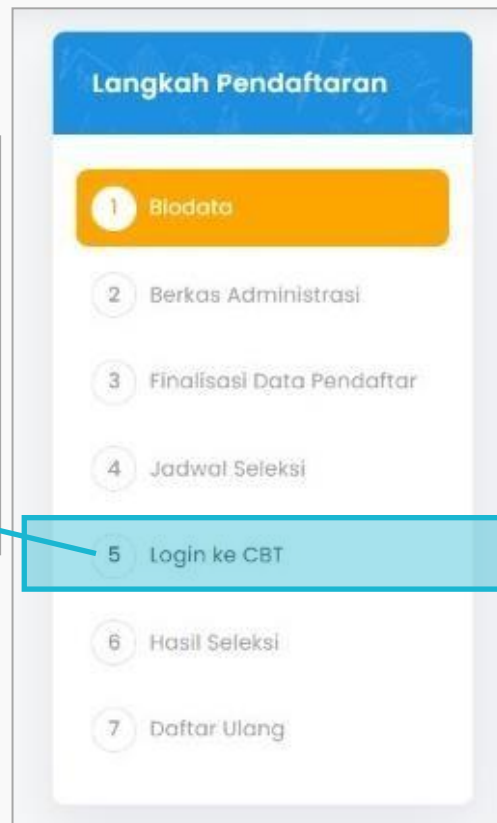 Langkah Pendaftaran
1 Biodata
2 Berkas Administrasi
3 Finalisasi Data Pendaftar
4 Jadwal Seleksi
5 Login ke CBT
6 Hasil Seleksi
7 Daftar Ulang